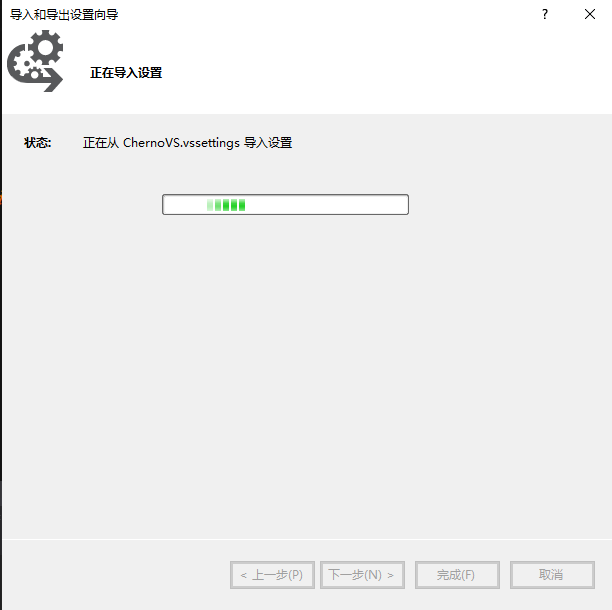 导入和导出设置向导
?
正在导入设置
状态:
正在从 ChernoVS.vssettings 导入设置
< 上一步(P)
下一步(N) >
完成(F)
取消